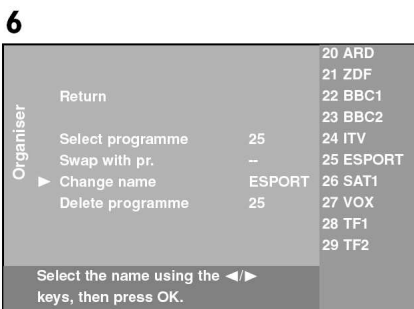 6
Organiser
Return
Select programme 25
Swap with pr. --
▶ Change name ESPORT
Delete programme 25
20 ARD
21 ZDF
22 BBC1
23 BBC2
24 ITV
25 ESPORT
26 SAT1
27 VOX
28 TF1
29 TF2
Select the name using the ◀/▶
keys, then press OK.